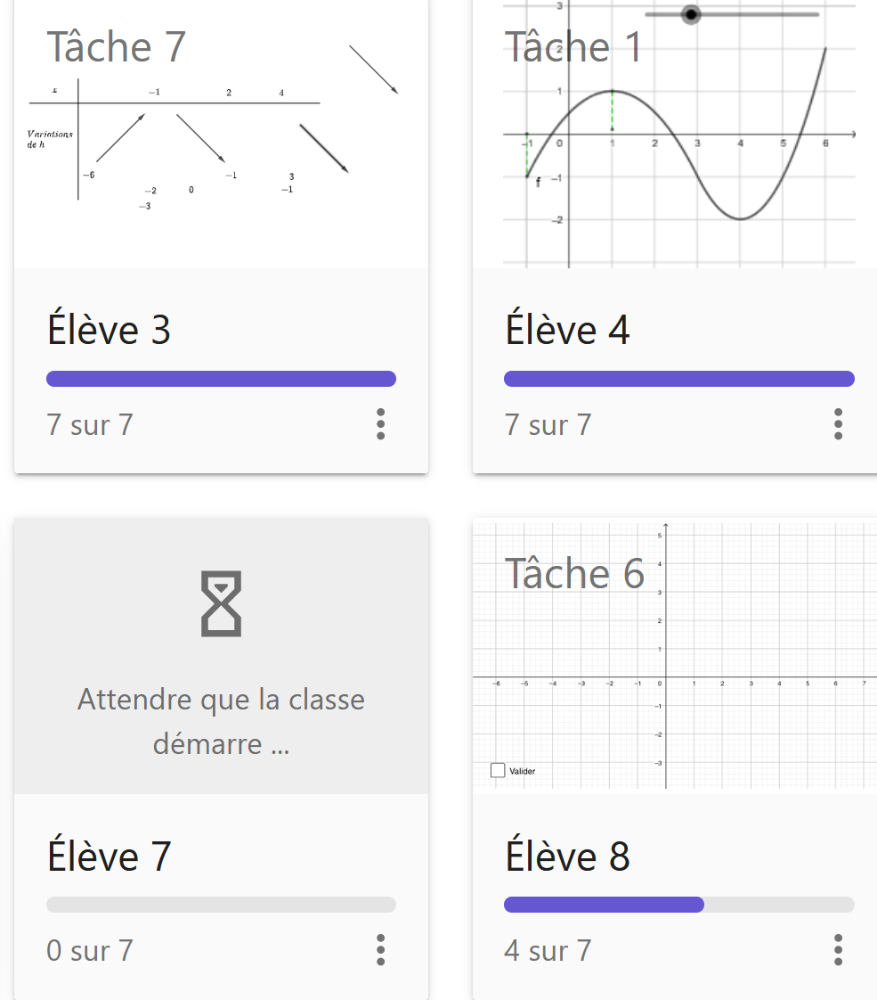 Tâche 7
x −1 2 4
Variations
de h
−6 −1 3
−2 0 −1
−3
Élève 3
7 sur 7
Tâche 1
3
2
1
−1 0 1 2 3 4 5 6
f −1
−2
Élève 4
7 sur 7
Attendre que la classe
démarre ...
Élève 7
0 sur 7
Tâche 6
5
4
3
2
1
−6 −5 −4 −3 −2 −1 0 1 2 3 4 5 6 7
−1
−2
−3
Valider
Élève 8
4 sur 7